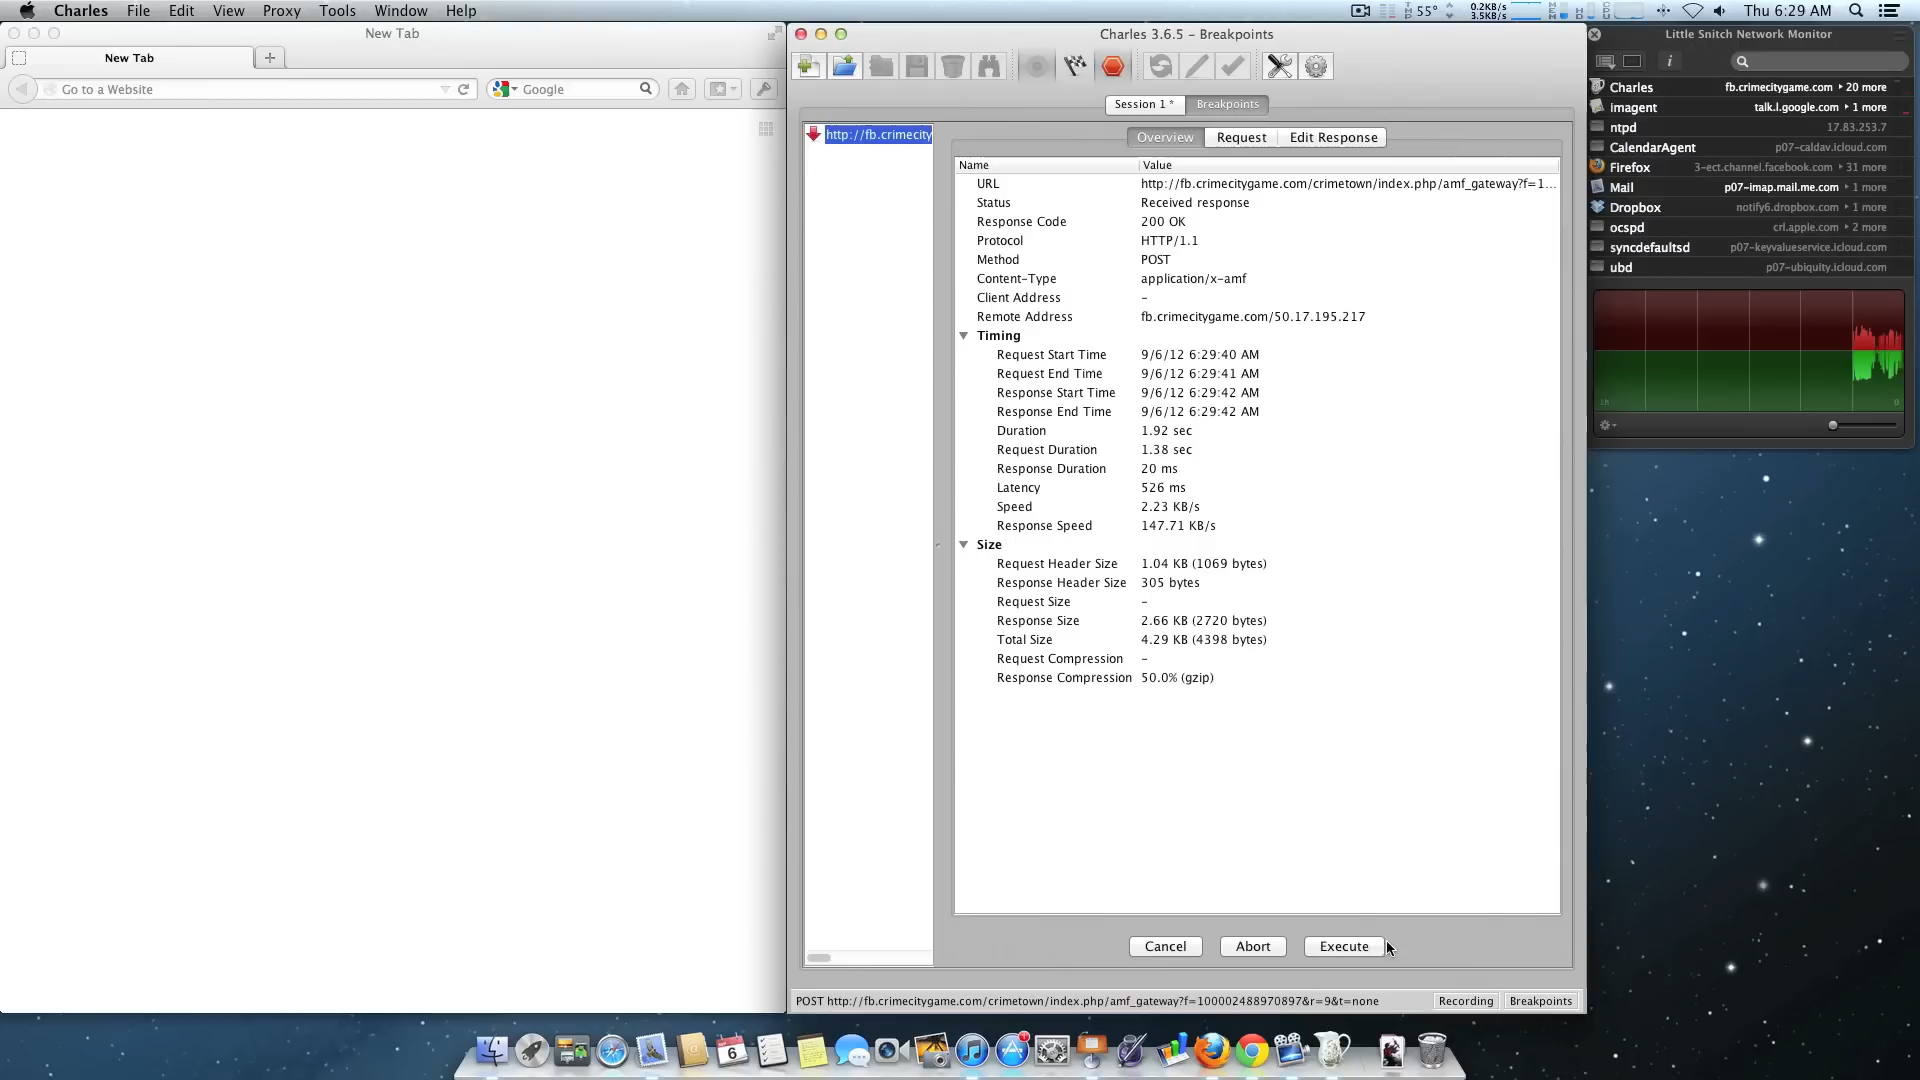 Charles File Edit View Proxy Tools Window Help
55° 0.2KB/s 3.5KB/s Thu 6:29 AM
New Tab
New Tab
Go to a Website
Google
Charles 3.6.5 – Breakpoints
Session 1 * Breakpoints
http://fb.crimecity
Overview Request Edit Response
Name Value
URL http://fb.crimecitygame.com/crimetown/index.php/amf_gateway?f=1...
Status Received response
Response Code 200 OK
Protocol HTTP/1.1
Method POST
Content-Type application/x-amf
Client Address –
Remote Address fb.crimecitygame.com/50.17.195.217
Timing
Request Start Time 9/6/12 6:29:40 AM
Request End Time 9/6/12 6:29:41 AM
Response Start Time 9/6/12 6:29:42 AM
Response End Time 9/6/12 6:29:42 AM
Duration 1.92 sec
Request Duration 1.38 sec
Response Duration 20 ms
Latency 526 ms
Speed 2.23 KB/s
Response Speed 147.71 KB/s
Size
Request Header Size 1.04 KB (1069 bytes)
Response Header Size 305 bytes
Request Size –
Response Size 2.66 KB (2720 bytes)
Total Size 4.29 KB (4398 bytes)
Request Compression –
Response Compression 50.0% (gzip)
Cancel Abort Execute
POST http://fb.crimecitygame.com/crimetown/index.php/amf_gateway?f=100002488970897&r=9&t=none
Recording Breakpoints
Little Snitch Network Monitor
Charles fb.crimecitygame.com ▸ 20 more
imagent talk.l.google.com ▸ 1 more
ntpd 17.83.253.7
CalendarAgent p07-caldav.icloud.com
Firefox 3-ect.channel.facebook.com ▸ 31 more
Mail p07-imap.mail.me.com ▸ 1 more
Dropbox notify6.dropbox.com ▸ 1 more
ocspd crl.apple.com ▸ 2 more
syncdefaultsd p07-keyvalueservice.icloud.com
ubd p07-ubiquity.icloud.com
1h 0
6